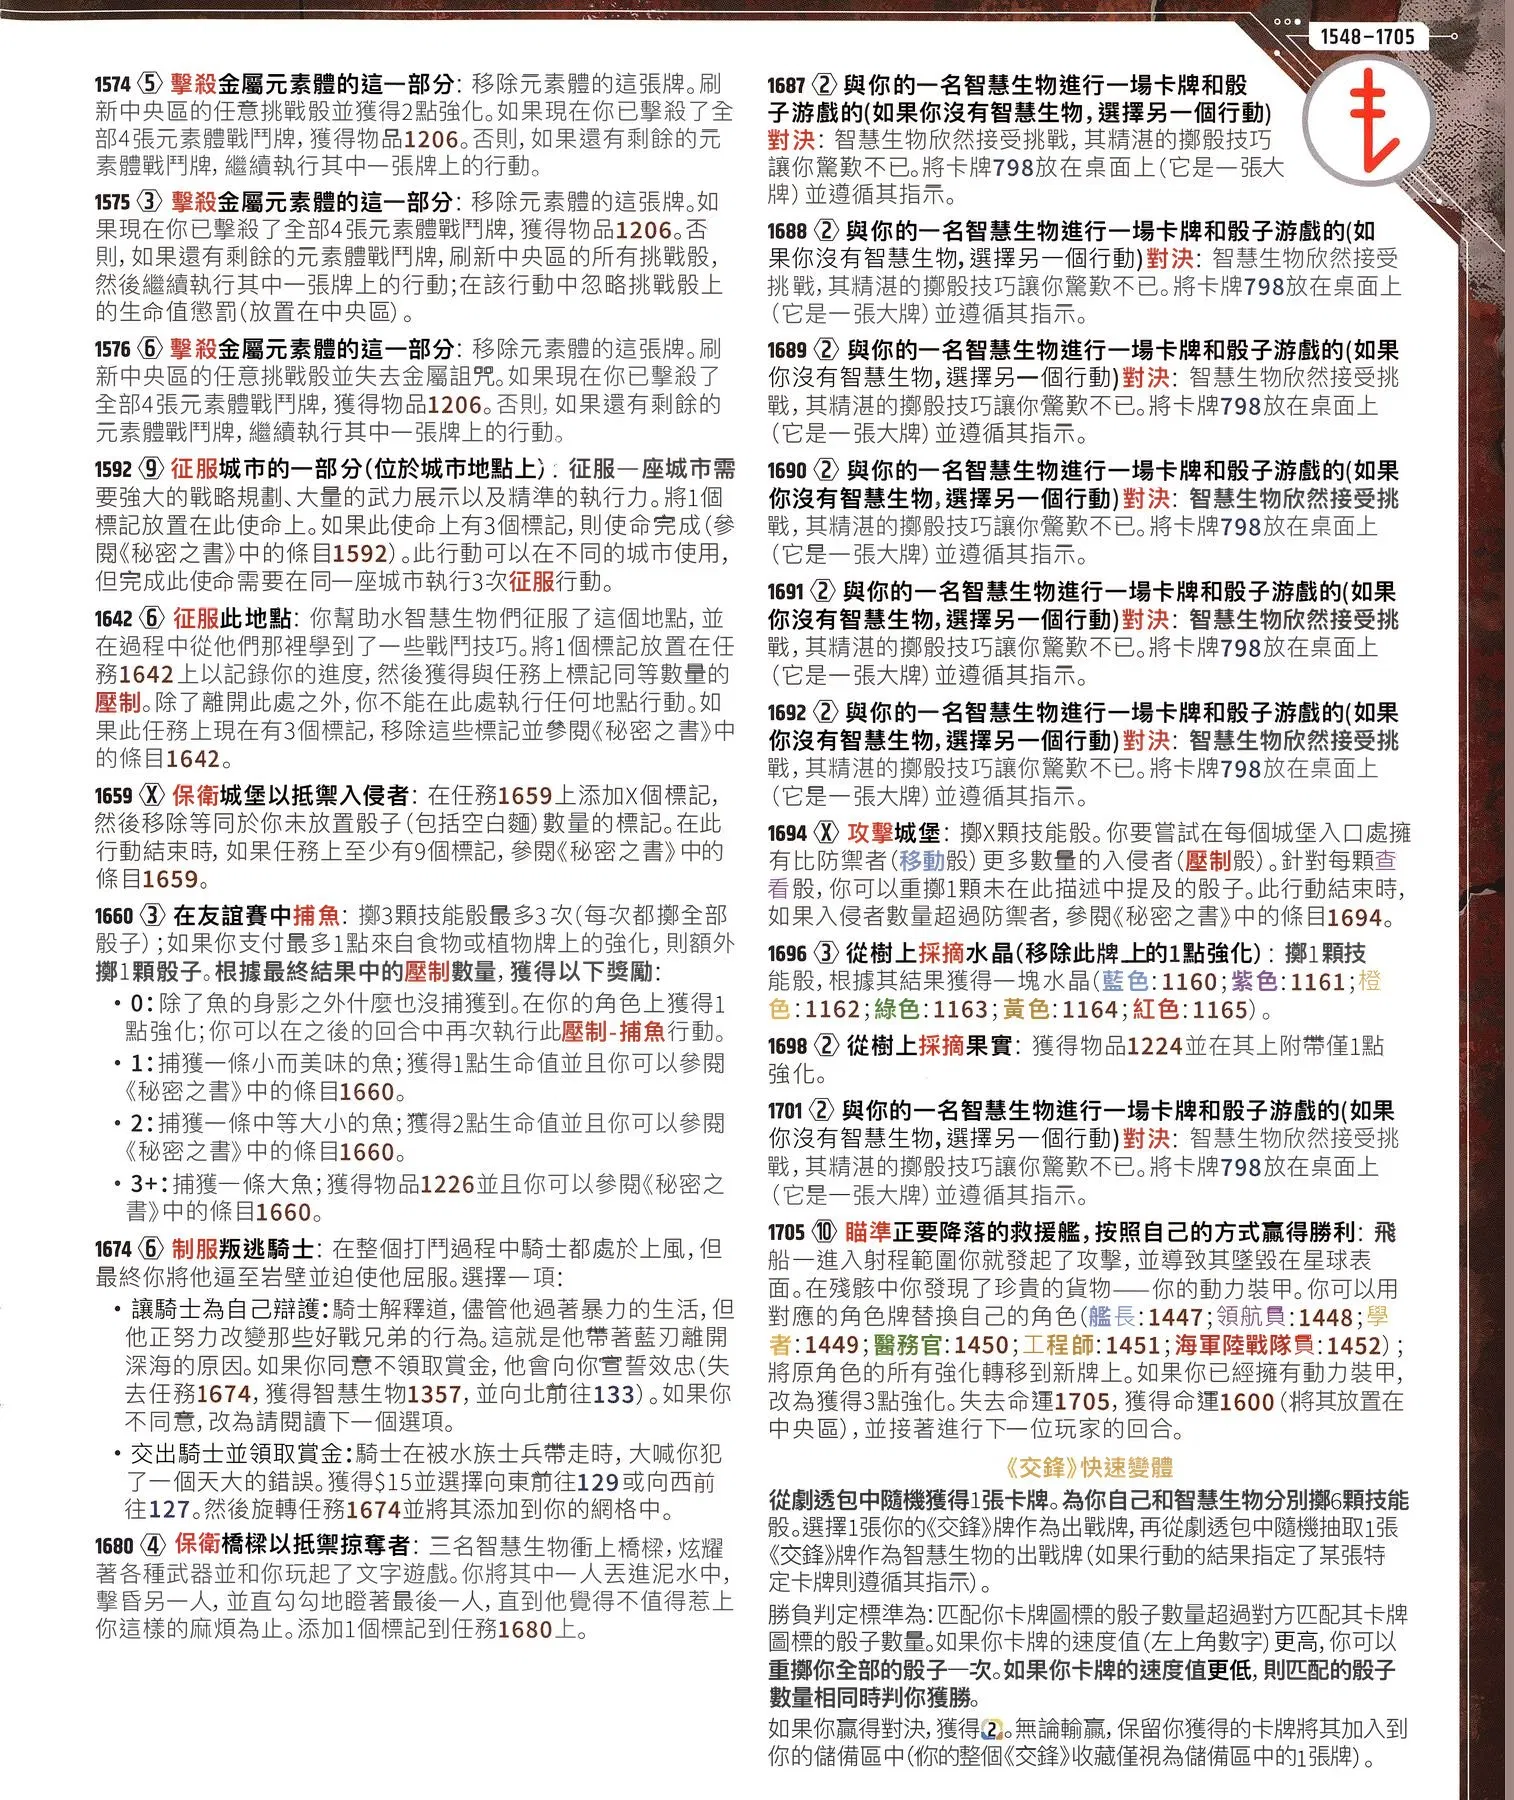 1548–1705
1574 ⑤ 擊殺金屬元素體的這一部分：移除元素體的這張牌。刷
新中央區的任意挑戰骰並獲得2點強化。如果現在你已擊殺了全
部4張元素體戰鬥牌，獲得物品1206。否則，如果還有剩餘的元
素體戰鬥牌，繼續執行其中一張牌上的行動。
1575 ③ 擊殺金屬元素體的這一部分：移除元素體的這張牌。如
果現在你已擊殺了全部4張元素體戰鬥牌，獲得物品1206。否
則，如果還有剩餘的元素體戰鬥牌，刷新中央區的所有挑戰骰，
然後繼續執行其中一張牌上的行動；在該行動中忽略挑戰骰上
的生命值懲罰（放置在中央區）。
1576 ⑥ 擊殺金屬元素體的這一部分：移除元素體的這張牌。刷
新中央區的任意挑戰骰並失去金屬詛咒。如果現在你已擊殺了
全部4張元素體戰鬥牌，獲得物品1206。否則，如果還有剩餘的
元素體戰鬥牌，繼續執行其中一張牌上的行動。
1592 ⑨ 征服城市的一部分（位於城市地點上）：征服一座城市需
要強大的戰略規劃、大量的武力展示以及精準的執行力。將1個
標記放置在此使命上。如果此使命上有3個標記，則使命完成（參
閱《秘密之書》中的條目1592）。此行動可以在不同的城市使用，
但完成此使命需要在同一座城市執行3次征服行動。
1642 ⑥ 征服此地點：你幫助水智慧生物們征服了這個地點，並
在過程中從他們那裡學到了一些戰鬥技巧。將1個標記放置在任
務1642上以記錄你的進度，然後獲得與任務上標記同等數量的
壓制。除了離開此處之外，你不能在此處執行任何地點行動。如
果此任務上現在有3個標記，移除這些標記並參閱《秘密之書》中
的條目1642。
1659 Ⓧ 保衛城堡以抵禦入侵者：在任務1659上添加X個標記，
然後移除等同於你未放置骰子（包括空白麵）數量的標記。在此
行動結束時，如果任務上至少有9個標記，參閱《秘密之書》中的
條目1659。
1660 ③ 在友誼賽中捕魚：擲3顆技能骰最多3次（每次都擲全部
骰子）；如果你支付最多1點來自食物或植物牌上的強化，則額外
擲1顆骰子。根據最終結果中的壓制數量，獲得以下獎勵：
• 0：除了魚的身影之外什麼也沒捕獲到。在你的角色上獲得1
點強化；你可以在之後的回合中再次執行此壓制-捕魚行動。
• 1：捕獲一條小而美味的魚；獲得1點生命值並且你可以參閱
《秘密之書》中的條目1660。
• 2：捕獲一條中等大小的魚；獲得2點生命值並且你可以參閱
《秘密之書》中的條目1660。
• 3+：捕獲一條大魚；獲得物品1226並且你可以參閱《秘密之
書》中的條目1660。
1674 ⑥ 制服叛逃騎士：在整個打鬥過程中騎士都處於上風，但
最終你將他逼至岩壁並迫使他屈服。選擇一項：
• 讓騎士為自己辯護：騎士解釋道，儘管他過著暴力的生活，但
他正努力改變那些好戰兄弟的行為。這就是他帶著藍刃離開
深海的原因。如果你同意不領取賞金，他會向你宣誓效忠（失
去任務1674，獲得智慧生物1357，並向北前往133）。如果你
不同意，改為請閱讀下一個選項。
• 交出騎士並領取賞金：騎士在被水族士兵帶走時，大喊你犯
了一個天大的錯誤。獲得$15並選擇向東前往129或向西前
往127。然後旋轉任務1674並將其添加到你的網格中。
1680 ④ 保衛橋樑以抵禦掠奪者：三名智慧生物衝上橋樑，炫耀
著各種武器並和你玩起了文字遊戲。你將其中一人丟進泥水中，
擊昏另一人，並直勾勾地瞪著最後一人，直到他覺得不值得惹上
你這樣的麻煩為止。添加1個標記到任務1680上。
1687 ② 與你的一名智慧生物進行一場卡牌和骰
子游戲的（如果你沒有智慧生物，選擇另一個行動）
對決：智慧生物欣然接受挑戰，其精湛的擲骰技巧
讓你驚歎不已。將卡牌798放在桌面上（它是一張大
牌）並遵循其指示。
1688 ② 與你的一名智慧生物進行一場卡牌和骰子游戲的（如
果你沒有智慧生物，選擇另一個行動）對決：智慧生物欣然接受
挑戰，其精湛的擲骰技巧讓你驚歎不已。將卡牌798放在桌面上
（它是一張大牌）並遵循其指示。
1689 ② 與你的一名智慧生物進行一場卡牌和骰子游戲的（如果
你沒有智慧生物，選擇另一個行動）對決：智慧生物欣然接受挑
戰，其精湛的擲骰技巧讓你驚歎不已。將卡牌798放在桌面上
（它是一張大牌）並遵循其指示。
1690 ② 與你的一名智慧生物進行一場卡牌和骰子游戲的（如果
你沒有智慧生物，選擇另一個行動）對決：智慧生物欣然接受挑
戰，其精湛的擲骰技巧讓你驚歎不已。將卡牌798放在桌面上
（它是一張大牌）並遵循其指示。
1691 ② 與你的一名智慧生物進行一場卡牌和骰子游戲的（如果
你沒有智慧生物，選擇另一個行動）對決：智慧生物欣然接受挑
戰，其精湛的擲骰技巧讓你驚歎不已。將卡牌798放在桌面上
（它是一張大牌）並遵循其指示。
1692 ② 與你的一名智慧生物進行一場卡牌和骰子游戲的（如果
你沒有智慧生物，選擇另一個行動）對決：智慧生物欣然接受挑
戰，其精湛的擲骰技巧讓你驚歎不已。將卡牌798放在桌面上
（它是一張大牌）並遵循其指示。
1694 Ⓧ 攻擊城堡：擲X顆技能骰。你要嘗試在每個城堡入口處擁
有比防禦者（移動骰）更多數量的入侵者（壓制骰）。針對每顆查
看骰，你可以重擲1顆未在此描述中提及的骰子。此行動結束時，
如果入侵者數量超過防禦者，參閱《秘密之書》中的條目1694。
1696 ③ 從樹上採摘水晶（移除此牌上的1點強化）：擲1顆技
能骰，根據其結果獲得一塊水晶（藍色：1160；紫色：1161；橙
色：1162；綠色：1163；黃色：1164；紅色：1165）。
1698 ② 從樹上採摘果實：獲得物品1224並在其上附帶僅1點
強化。
1701 ② 與你的一名智慧生物進行一場卡牌和骰子游戲的（如果
你沒有智慧生物，選擇另一個行動）對決：智慧生物欣然接受挑
戰，其精湛的擲骰技巧讓你驚歎不已。將卡牌798放在桌面上
（它是一張大牌）並遵循其指示。
1705 ⑩ 瞄準正要降落的救援艦，按照自己的方式贏得勝利：飛
船一進入射程範圍你就發起了攻擊，並導致其墜毀在星球表
面。在殘骸中你發現了珍貴的貨物——你的動力裝甲。你可以用
對應的角色牌替換自己的角色（艦長：1447；領航員：1448；學
者：1449；醫務官：1450；工程師：1451；海軍陸戰隊員：1452）；
將原角色的所有強化轉移到新牌上。如果你已經擁有動力裝甲，
改為獲得3點強化。失去命運1705，獲得命運1600（將其放置在
中央區），並接著進行下一位玩家的回合。
《交鋒》快速變體
從劇透包中隨機獲得1張卡牌。為你自己和智慧生物分別擲6顆技能
骰。選擇1張你的《交鋒》牌作為出戰牌，再從劇透包中隨機抽取1張
《交鋒》牌作為智慧生物的出戰牌（如果行動的結果指定了某張特
定卡牌則遵循其指示）。
勝負判定標準為：匹配你卡牌圖標的骰子數量超過對方匹配其卡牌
圖標的骰子數量。如果你卡牌的速度值（左上角數字）更高，你可以
重擲你全部的骰子一次。如果你卡牌的速度值更低，則匹配的骰子
數量相同時判你獲勝。
如果你贏得對決，獲得2。無論輸贏，保留你獲得的卡牌將其加入到
你的儲備區中（你的整個《交鋒》收藏僅視為儲備區中的1張牌）。